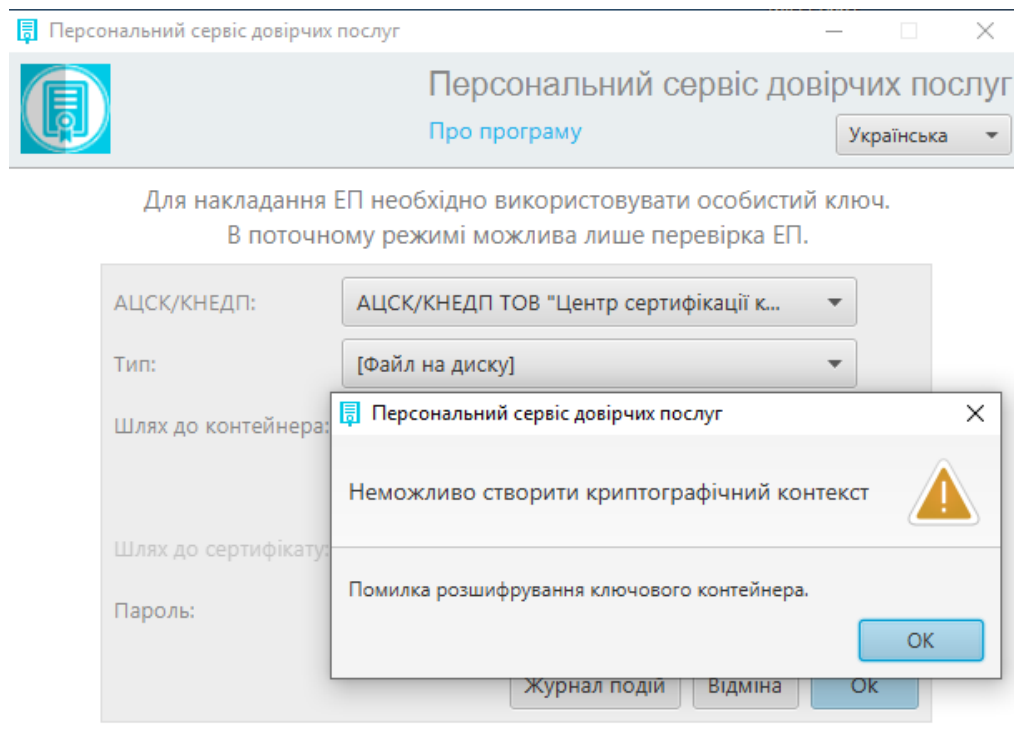 Персональний сервіс довірчих послуг
Персональний сервіс довірчих послуг
Про програму
Українська
Для накладання ЕП необхідно використовувати особистий ключ.
В поточному режимі можлива лише перевірка ЕП.
АЦСК/КНЕДП:
АЦСК/КНЕДП ТОВ "Центр сертифікації к...
Тип:
[Файл на диску]
Шлях до контейнера:
Персональний сервіс довірчих послуг
Неможливо створити криптографічний контекст
Шлях до сертифікату:
Помилка розшифрування ключового контейнера.
Пароль:
OK
Журнал подій
Відміна
Ok